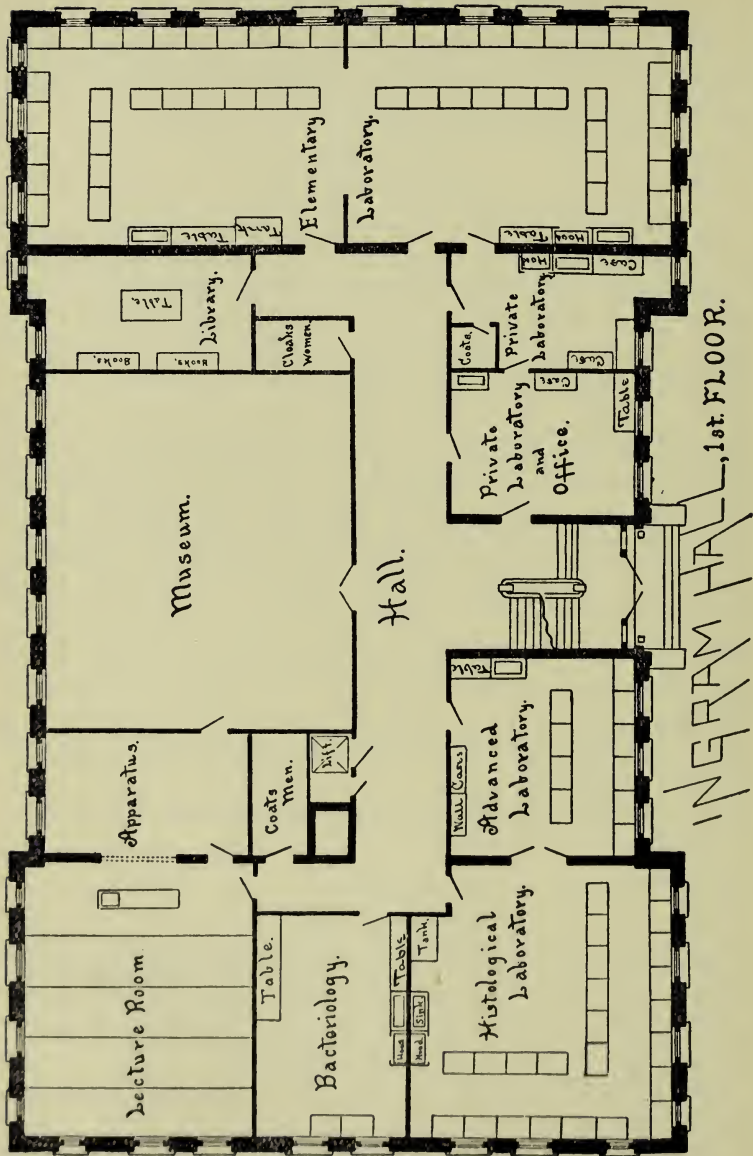 Elementary
Laboratory.
Tank
Table
Table
Hood
Library.
Table.
Books.
Books.
Cloaks
Women.
Coats.
Private
Laboratory
Hood
Case
Case
Museum.
Private
Laboratory
and
Office.
Case
Table
Hall.
Apparatus.
Coats
Men.
Lift.
Advanced
Laboratory.
Table
Wall Cases
Lecture Room
Table.
Bacteriology.
Table
Hood
Hood
Sink
Tank.
Histological
Laboratory.
INGRAM HALL, 1st. FLOOR.